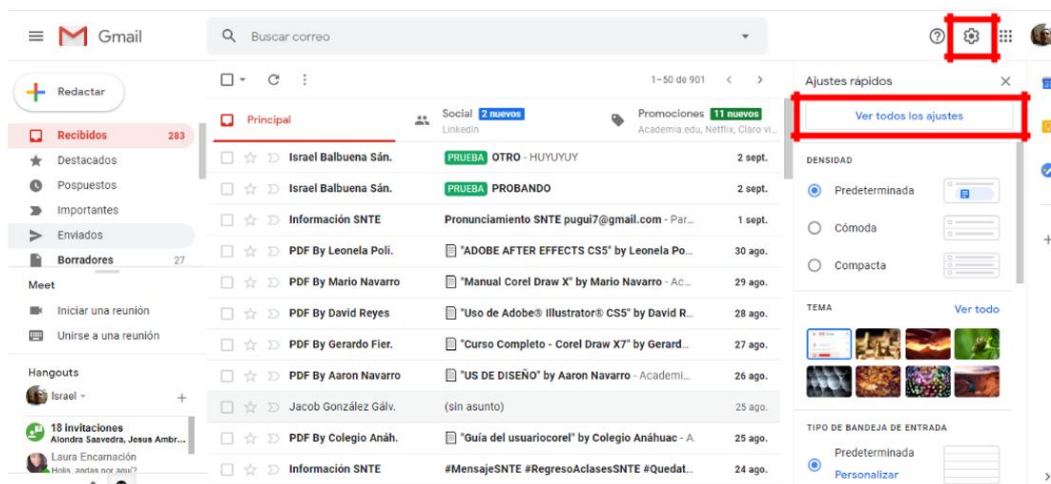 Gmail
Buscar correo
Redactar
1–50 de 901
Ajustes rápidos
Ver todos los ajustes
Recibidos 283
Destacados
Pospuestos
Importantes
Enviados
Borradores 27
Meet
Iniciar una reunión
Unirse a una reunión
Hangouts
Israel
18 invitaciones
Alondra Saavedra, Jesus Ambr...
Laura Encarnación
Principal
Social 2 nuevos
LinkedIn
Promociones 11 nuevos
Academia.edu, Netflix, Claro vi...
Israel Balbuena Sán. PRUEBA OTRO - HUYUYUY 2 sept.
Israel Balbuena Sán. PRUEBA PROBANDO 2 sept.
Información SNTE Pronunciamiento SNTE pugui7@gmail.com - Par... 1 sept.
PDF By Leonela Poli. "ADOBE AFTER EFFECTS CS5" by Leonela Po... 30 ago.
PDF By Mario Navarro "Manual Corel Draw X" by Mario Navarro - Ac... 29 ago.
PDF By David Reyes "Uso de Adobe® Illustrator® CS5" by David R... 28 ago.
PDF By Gerardo Fier. "Curso Completo - Corel Draw X7" by Gerard... 27 ago.
PDF By Aaron Navarro "US DE DISEÑO" by Aaron Navarro - Academi... 26 ago.
Jacob González Gálv. (sin asunto) 25 ago.
PDF By Colegio Anáh. "Guía del usuariocorel" by Colegio Anáhuac - A. 25 ago.
Información SNTE #MensajeSNTE #RegresoAclasesSNTE #Quedat... 24 ago.
DENSIDAD
Predeterminada
Cómoda
Compacta
TEMA Ver todo
TIPO DE BANDEJA DE ENTRADA
Predeterminada
Personalizar